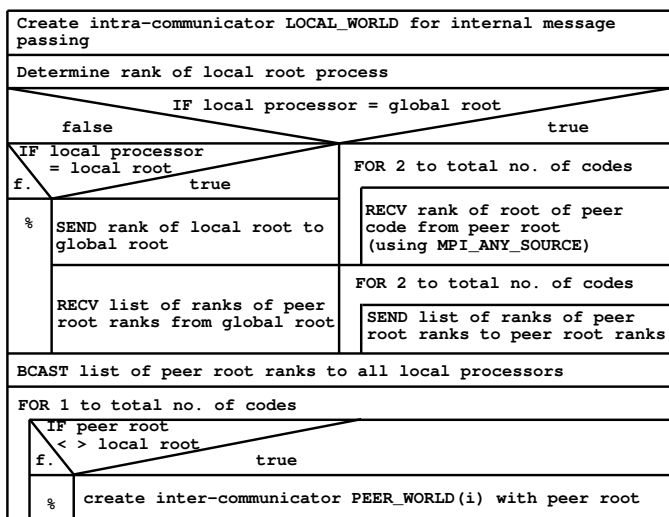 Create intra-communicator LOCAL_WORLD for internal message
passing
Determine rank of local root process
IF local processor = global root
false
true
IF local processor
= local root
f.
true
%
SEND rank of local root to
global root
RECV list of ranks of peer
root ranks from global root
FOR 2 to total no. of codes
RECV rank of root of peer
code from peer root
(using MPI_ANY_SOURCE)
FOR 2 to total no. of codes
SEND list of ranks of peer
root ranks to peer root ranks
BCAST list of peer root ranks to all local processors
FOR 1 to total no. of codes
IF peer root
< > local root
f.
true
%
create inter-communicator PEER_WORLD(i) with peer root